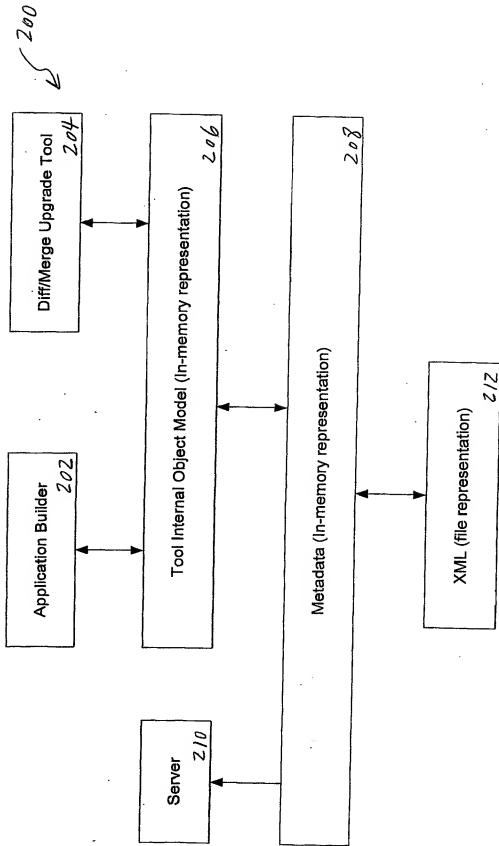 200
Application Builder
202
Diff/Merge Upgrade Tool
204
Tool Internal Object Model (In-memory representation)
206
Server
210
Metadata (In-memory representation)
208
XML (file representation)
212